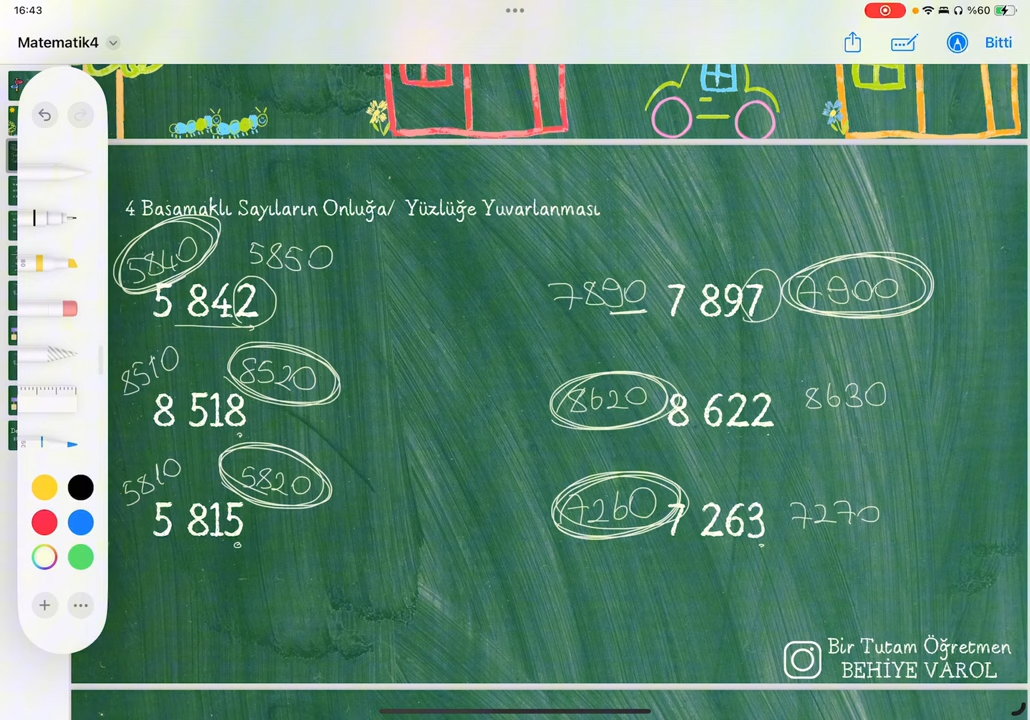 16:43
%60
Matematik4
Bitti
4 Basamaklı Sayıların Onluğa/ Yüzlüğe Yuvarlanması
5840 5850
5 842
7890 7 897 7900
8510 8520
8 518
8620 8 622 8630
5810 5820
5 815
7260 7 263 7270
Bir Tutam Öğretmen
BEHİYE VAROL